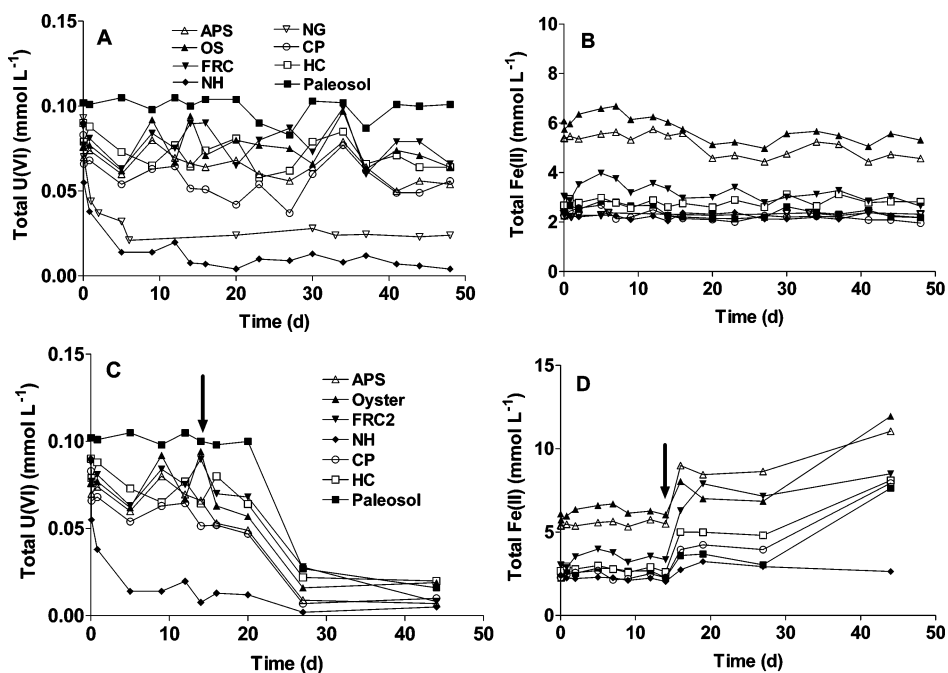 A
APS
OS
FRC
NH
NG
CP
HC
Paleosol
Total U(VI) (mmol L⁻¹)
0.15
0.10
0.05
0.00
0 10 20 30 40 50
Time (d)
B
Total Fe(II) (mmol L⁻¹)
10
8
6
4
2
0
0 10 20 30 40 50
Time (d)
C
APS
Oyster
FRC2
NH
CP
HC
Paleosol
Total U(VI) (mmol L⁻¹)
0.15
0.10
0.05
0.00
0 10 20 30 40 50
Time (d)
D
Total Fe(II) (mmol L⁻¹)
15
10
5
0
0 10 20 30 40 50
Time (d)